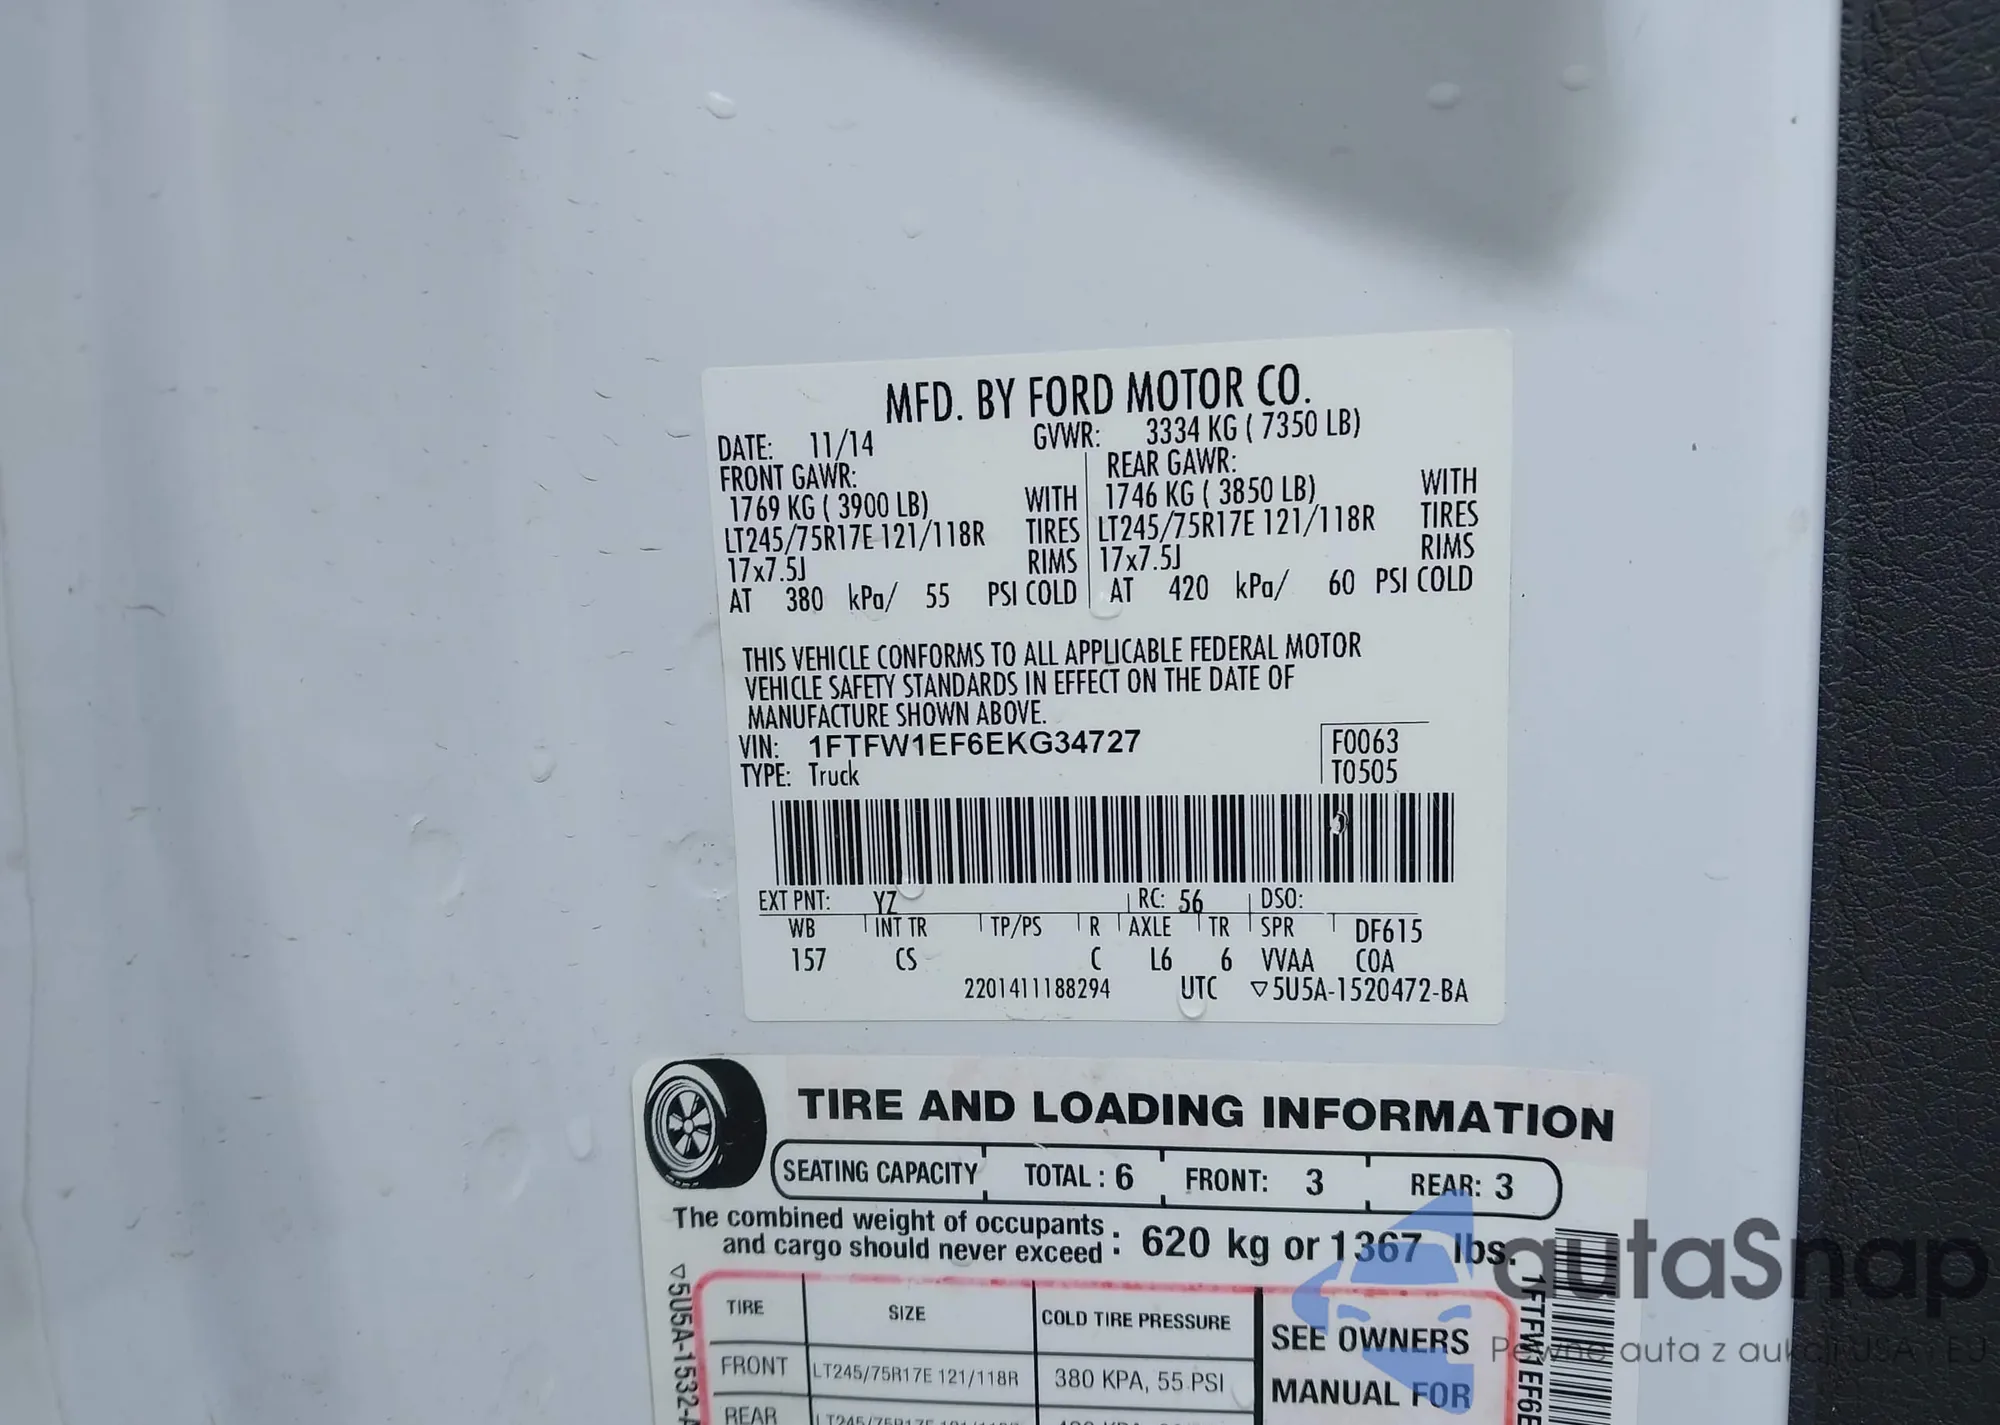 MFD. BY FORD MOTOR CO.
DATE: 11/14 GVWR: 3334 KG ( 7350 LB)
FRONT GAWR: REAR GAWR:
1769 KG ( 3900 LB) WITH 1746 KG ( 3850 LB) WITH
LT245/75R17E 121/118R TIRES LT245/75R17E 121/118R TIRES
17x7.5J RIMS 17x7.5J RIMS
AT 380 kPa/ 55 PSI COLD AT 420 kPa/ 60 PSI COLD
THIS VEHICLE CONFORMS TO ALL APPLICABLE FEDERAL MOTOR
VEHICLE SAFETY STANDARDS IN EFFECT ON THE DATE OF
MANUFACTURE SHOWN ABOVE.
VIN: 1FTFW1EF6EKG34727 F0063
TYPE: Truck T0505
EXT PNT: YZ RC: 56 DSO:
WB INT TR TP/PS R AXLE TR SPR DF615
157 CS C L6 6 VVAA COA
2201411188294 UTC ▽5U5A-1520472-BA
TIRE AND LOADING INFORMATION
SEATING CAPACITY TOTAL : 6 FRONT: 3 REAR: 3
The combined weight of occupants
and cargo should never exceed : 620 kg or 1367 lbs.
TIRE SIZE COLD TIRE PRESSURE SEE OWNERS
FRONT LT245/75R17E 121/118R 380 KPA, 55 PSI MANUAL FOR
REAR
▽5U5A-1532-
1FTFW1EF6E
autaSnap
Pewne auta z aukcji USA i EU